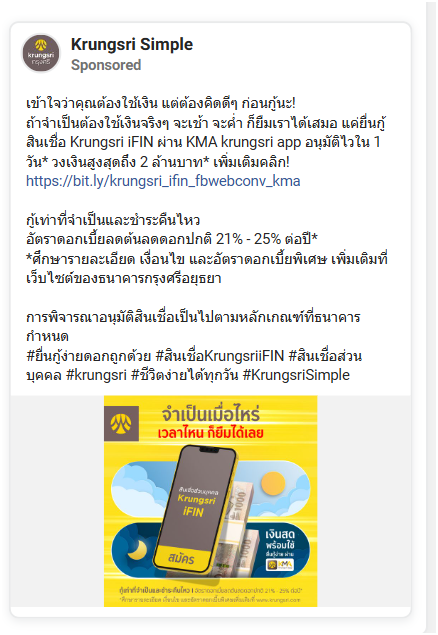 Krungsri Simple
Sponsored
krungsri
กรุงศรี
เข้าใจว่าคุณต้องใช้เงิน แต่ต้องคิดดีๆ ก่อนกู้นะ!
ถ้าจำเป็นต้องใช้เงินจริงๆ จะเช้า จะค่ำ ก็ยืมเราได้เสมอ แค่ยื่นกู้
สินเชื่อ Krungsri iFIN ผ่าน KMA krungsri app อนุมัติไวใน 1
วัน* วงเงินสูงสุดถึง 2 ล้านบาท* เพิ่มเติมคลิก!
https://bit.ly/krungsri_ifin_fbwebconv_kma
กู้เท่าที่จำเป็นและชำระคืนไหว
อัตราดอกเบี้ยลดต้นลดดอกปกติ 21% - 25% ต่อปี*
*ศึกษารายละเอียด เงื่อนไข และอัตราดอกเบี้ยพิเศษ เพิ่มเติมที่
เว็บไซต์ของธนาคารกรุงศรีอยุธยา
การพิจารณาอนุมัติสินเชื่อเป็นไปตามหลักเกณฑ์ที่ธนาคาร
กำหนด
#ยื่นกู้ง่ายดอกถูกด้วย #สินเชื่อKrungsriiFIN #สินเชื่อส่วน
บุคคล #krungsri #ชีวิตง่ายได้ทุกวัน #KrungsriSimple
จำเป็นเมื่อไหร่
เวลาไหน ก็ยืมได้เลย
สินเชื่อส่วนบุคคล
Krungsri
iFIN
สมัคร
1000
เงินสด
พร้อมใช้
ยื่นกู้ง่าย ผ่าน
กู้เท่าที่จำเป็นและชำระคืนไหว | อัตราดอกเบี้ยลดต้นลดดอกปกติ 21% - 25% ต่อปี*